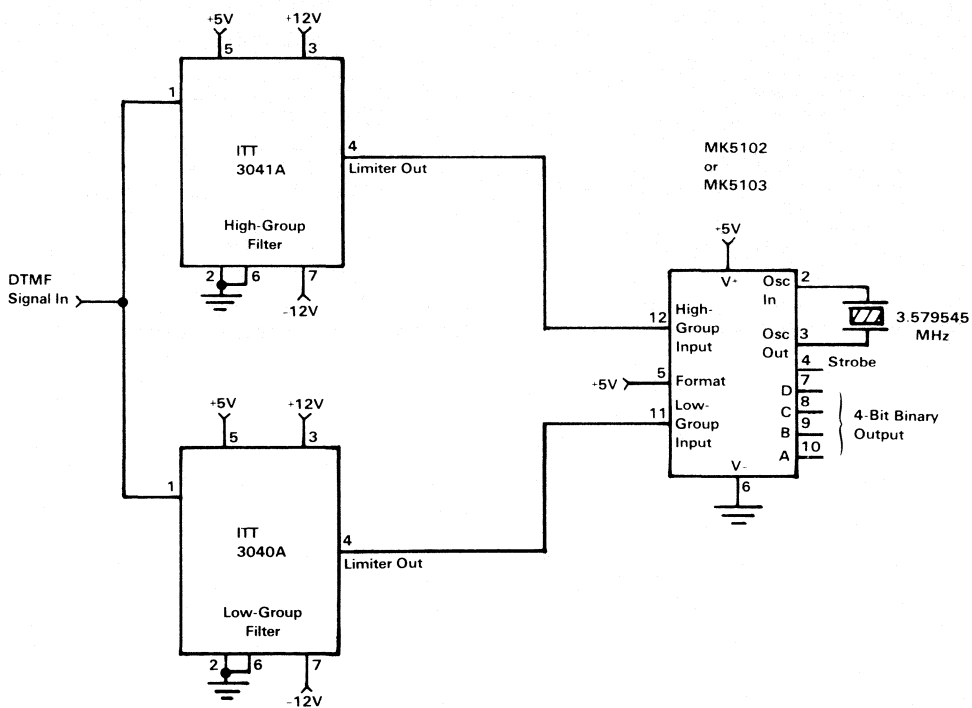 +5V
+12V
5
3
1
ITT
3041A
4
Limiter Out
High-Group
Filter
2
6
7
-12V
DTMF
Signal In
MK5102
or
MK5103
+5V
V+
Osc
In
2
3.579545
MHz
Osc
Out
3
12
High-
Group
Input
4
Strobe
+5V
5
Format
11
Low-
Group
Input
D
7
C
8
B
9
A
10
4-Bit Binary
Output
V-
6
+5V
+12V
5
3
1
ITT
3040A
4
Limiter Out
Low-Group
Filter
2
6
7
-12V